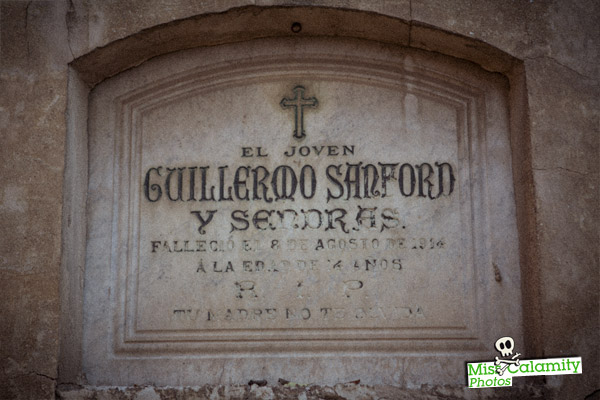 EL JOVEN
GUILLERMO SANFORD
Y SENDRAS.
FALLECIÓ EL 8 DE AGOSTO DE 1914
A LA EDAD DE 14 AÑOS
R I P
TU MADRE NO TE OLVIDA
Miss Calamity
Photos